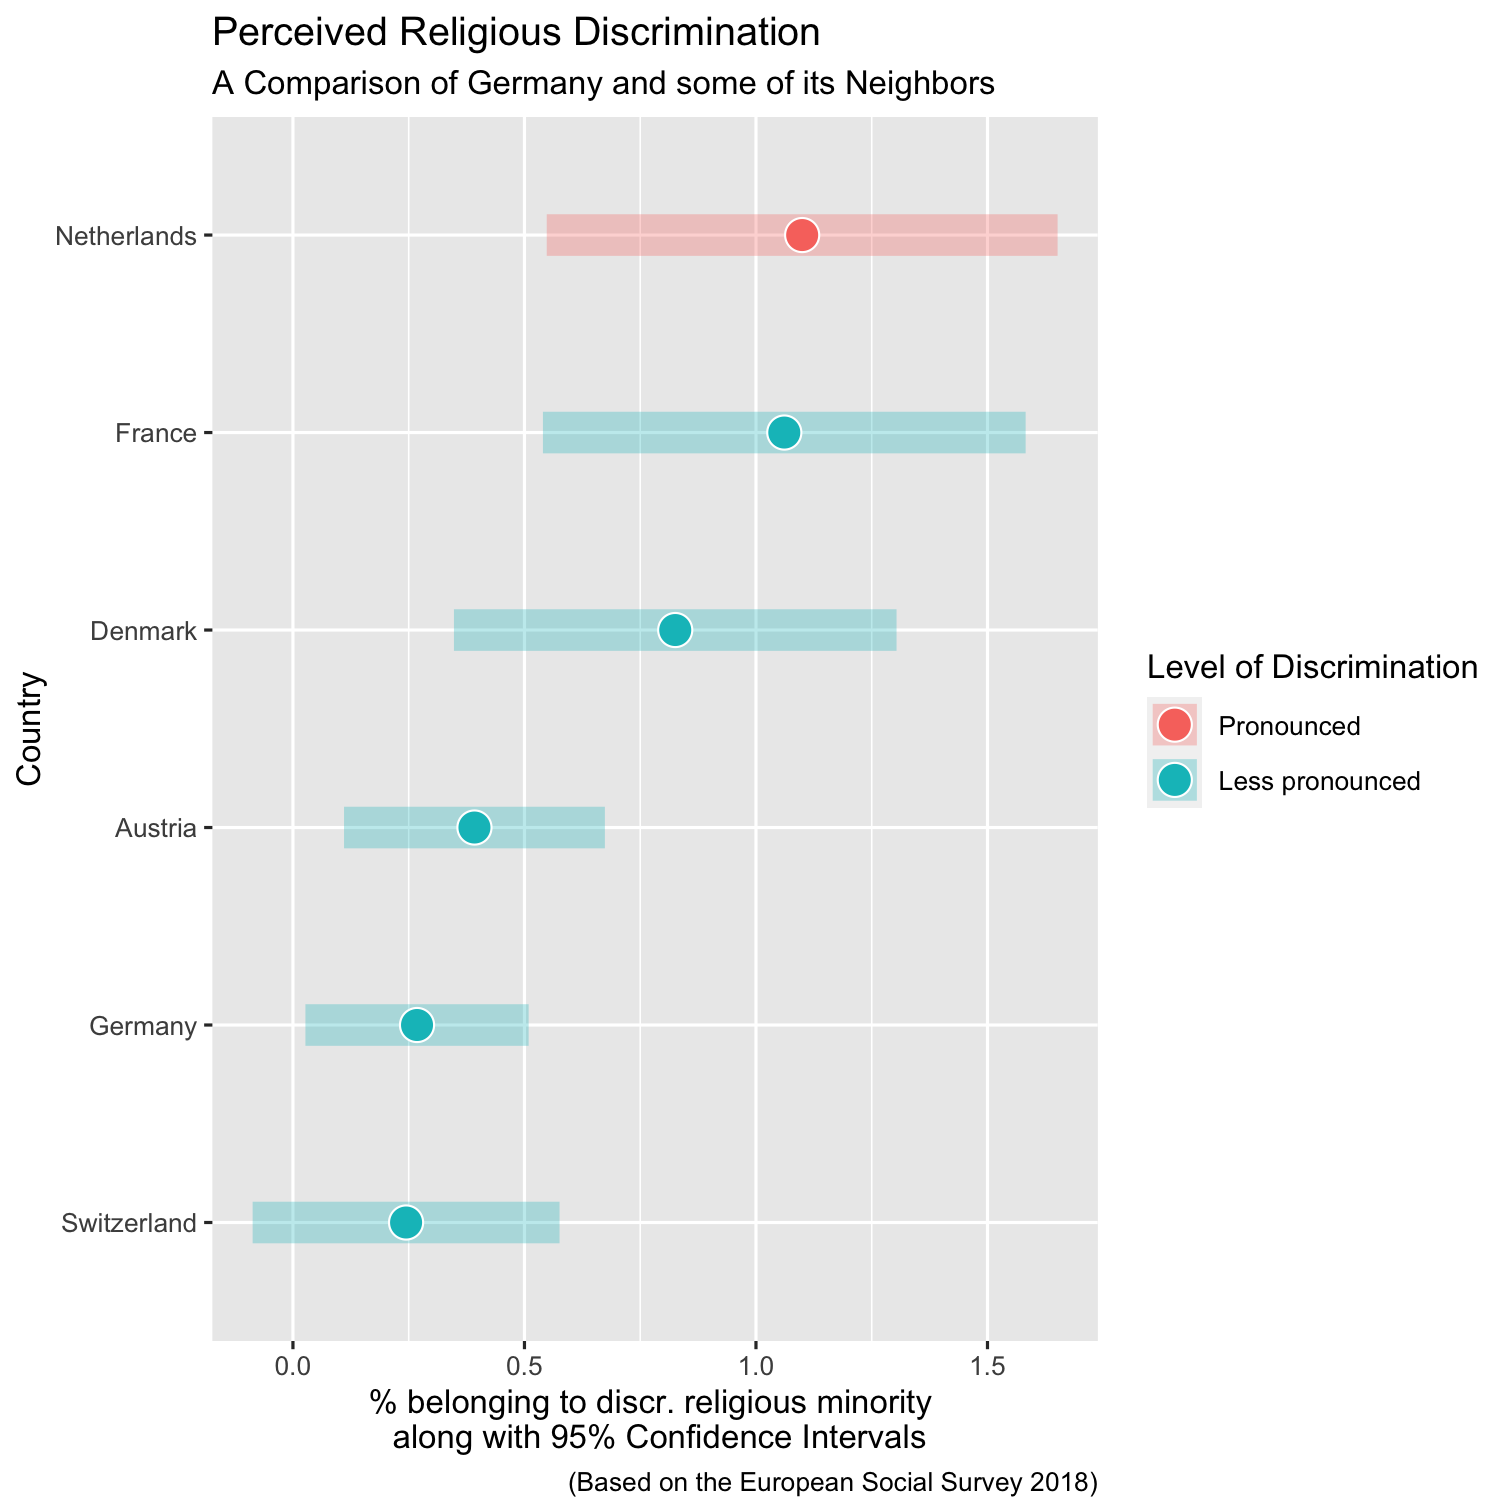 Perceived Religious Discrimination
A Comparison of Germany and some of its Neighbors
Netherlands
France
Denmark
Austria
Germany
Switzerland
Country
0.0 0.5 1.0 1.5
% belonging to discr. religious minority
along with 95% Confidence Intervals
(Based on the European Social Survey 2018)
Level of Discrimination
Pronounced
Less pronounced